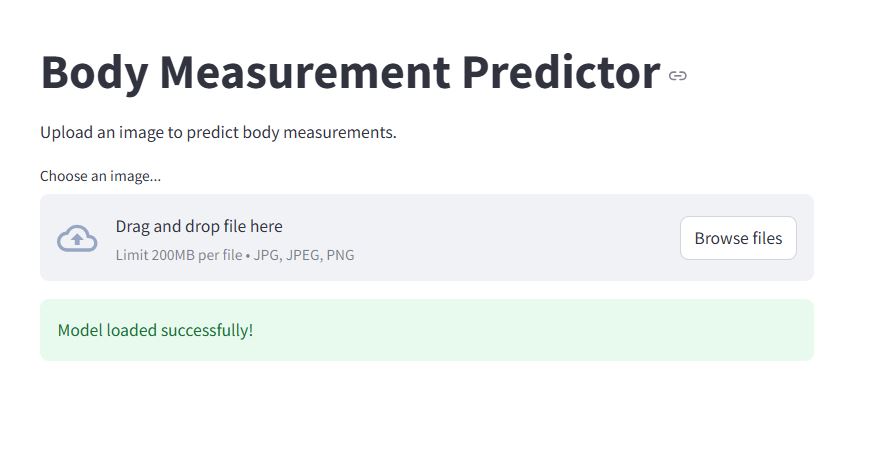 Body Measurement Predictor
Upload an image to predict body measurements.
Choose an image...
Drag and drop file here
Limit 200MB per file • JPG, JPEG, PNG
Browse files
Model loaded successfully!